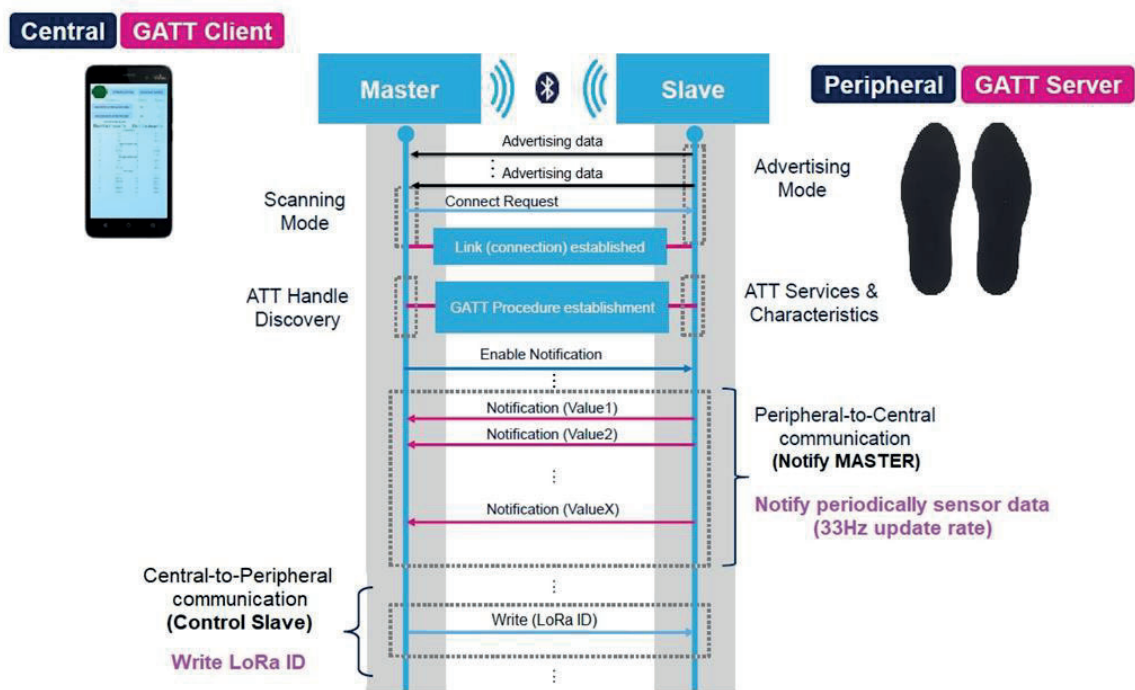 Central GATT Client
Master
Slave
Peripheral GATT Server
Advertising data
Advertising data
Advertising
Mode
Scanning
Mode
Connect Request
Link (connection) established
ATT Handle
Discovery
GATT Procedure establishment
ATT Services &
Characteristics
Enable Notification
Notification (Value1)
Notification (Value2)
Notification (ValueX)
Peripheral-to-Central
communication
(Notify MASTER)
Notify periodically sensor data
(33Hz update rate)
Central-to-Peripheral
communication
(Control Slave)
Write LoRa ID
Write (LoRa ID)